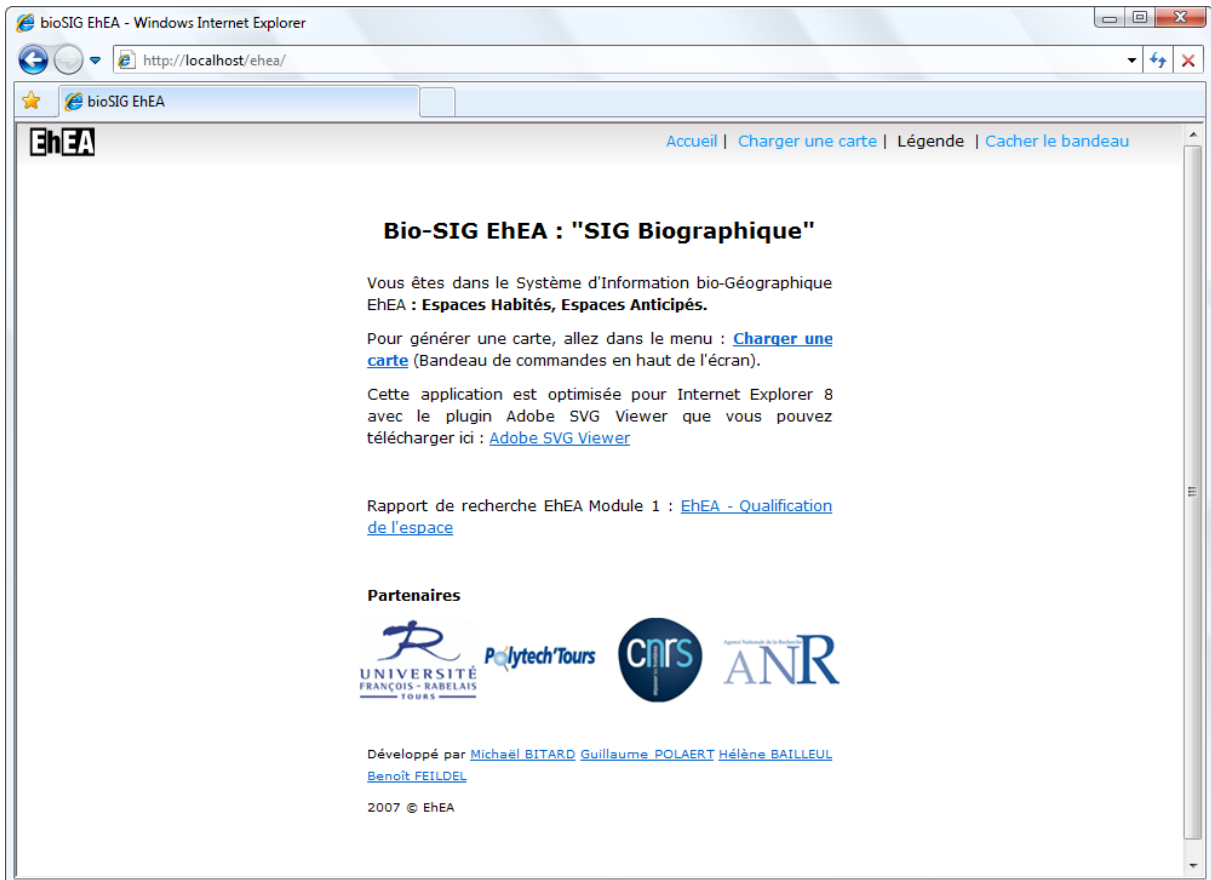 bioSIG EhEA - Windows Internet Explorer
http://localhost/ehea/
bioSIG EhEA
EhEA
Accueil | Charger une carte | Légende | Cacher le bandeau
Bio-SIG EhEA : "SIG Biographique"
Vous êtes dans le Système d'Information bio-Géographique
EhEA : Espaces Habités, Espaces Anticipés.
Pour générer une carte, allez dans le menu : Charger une
carte (Bandeau de commandes en haut de l'écran).
Cette application est optimisée pour Internet Explorer 8
avec le plugin Adobe SVG Viewer que vous pouvez
télécharger ici : Adobe SVG Viewer
Rapport de recherche EhEA Module 1 : EhEA - Qualification
de l'espace
Partenaires
UNIVERSITÉ
FRANÇOIS - RABELAIS
TOURS
Polytech'Tours
cnrs
Agence Nationale de la Recherche
ANR
Développé par Michaël BITARD Guillaume POLAERT Hélène BAILLEUL
Benoît FEILDEL
2007 © EhEA